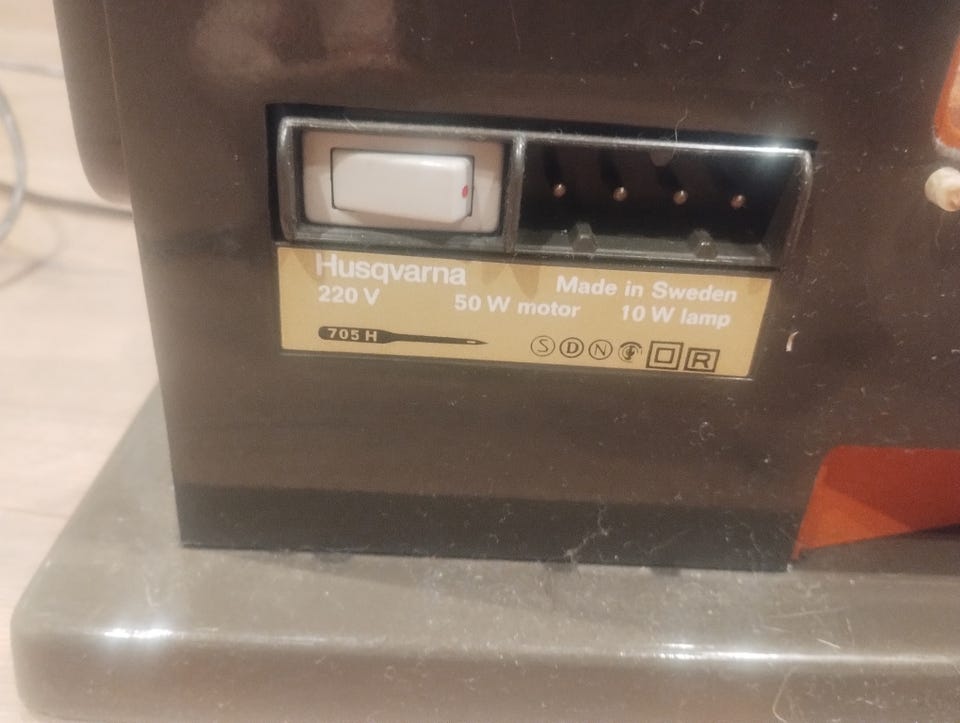 Husqvarna
Made in Sweden
220 V 50 W motor 10 W lamp
705 H
S D N R